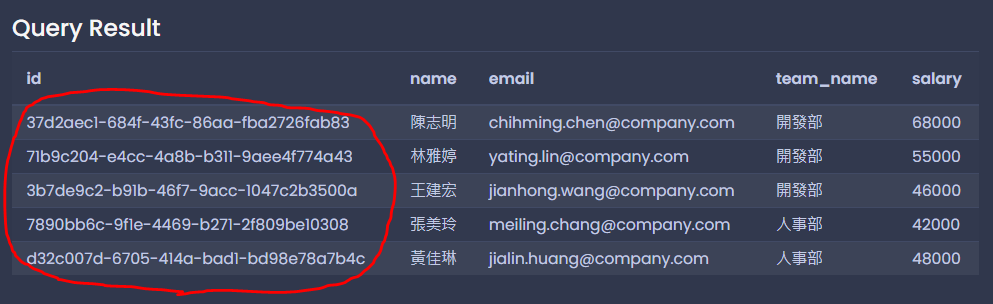 Query Result
id name email team_name salary
37d2aec1-684f-43fc-86aa-fba2726fab83 陳志明 chihming.chen@company.com 開發部 68000
71b9c204-e4cc-4a8b-b311-9aee4f774a43 林雅婷 yating.lin@company.com 開發部 55000
3b7de9c2-b91b-46f7-9acc-1047c2b3500a 王建宏 jianhong.wang@company.com 開發部 46000
7890bb6c-9f1e-4469-b271-2f809be10308 張美玲 meiling.chang@company.com 人事部 42000
d32c007d-6705-414a-bad1-bd98e78a7b4c 黃佳琳 jialin.huang@company.com 人事部 48000